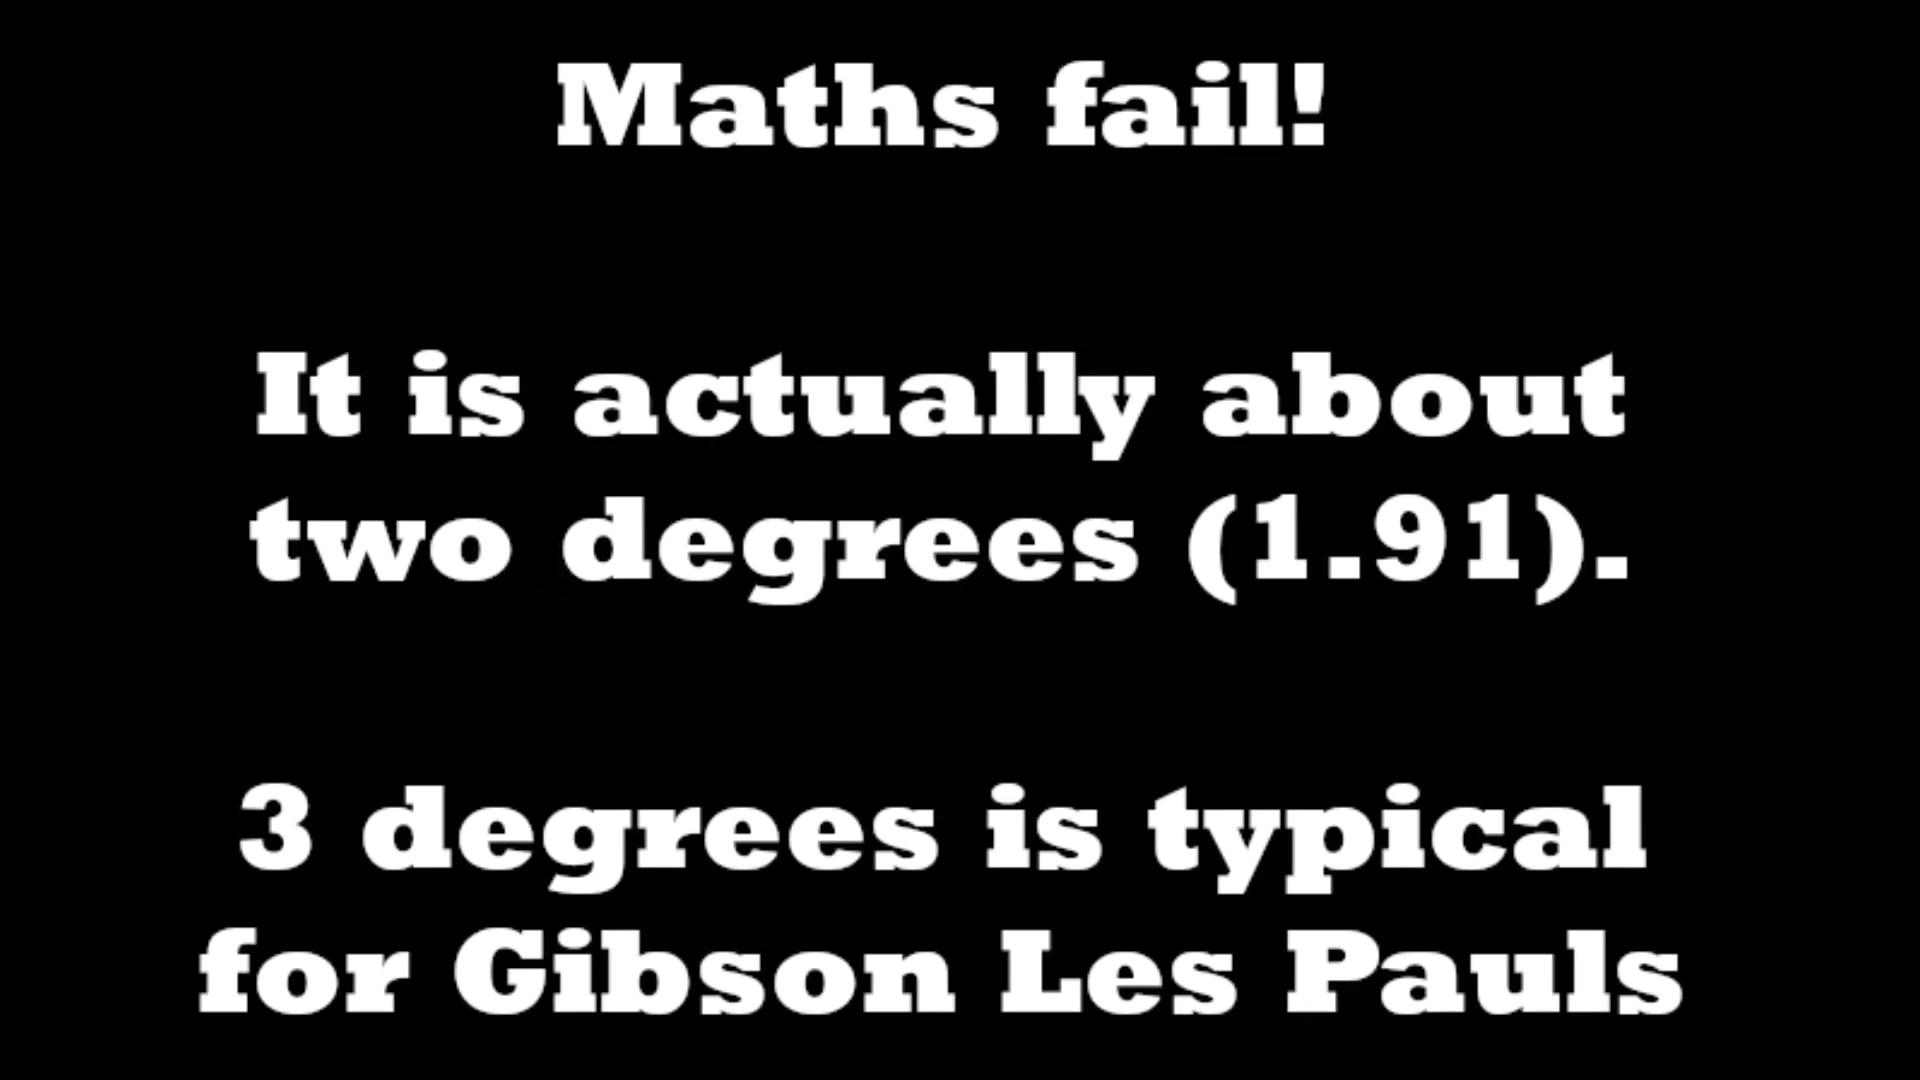 Maths fail!
It is actually about
two degrees (1.91).
3 degrees is typical
for Gibson Les Pauls